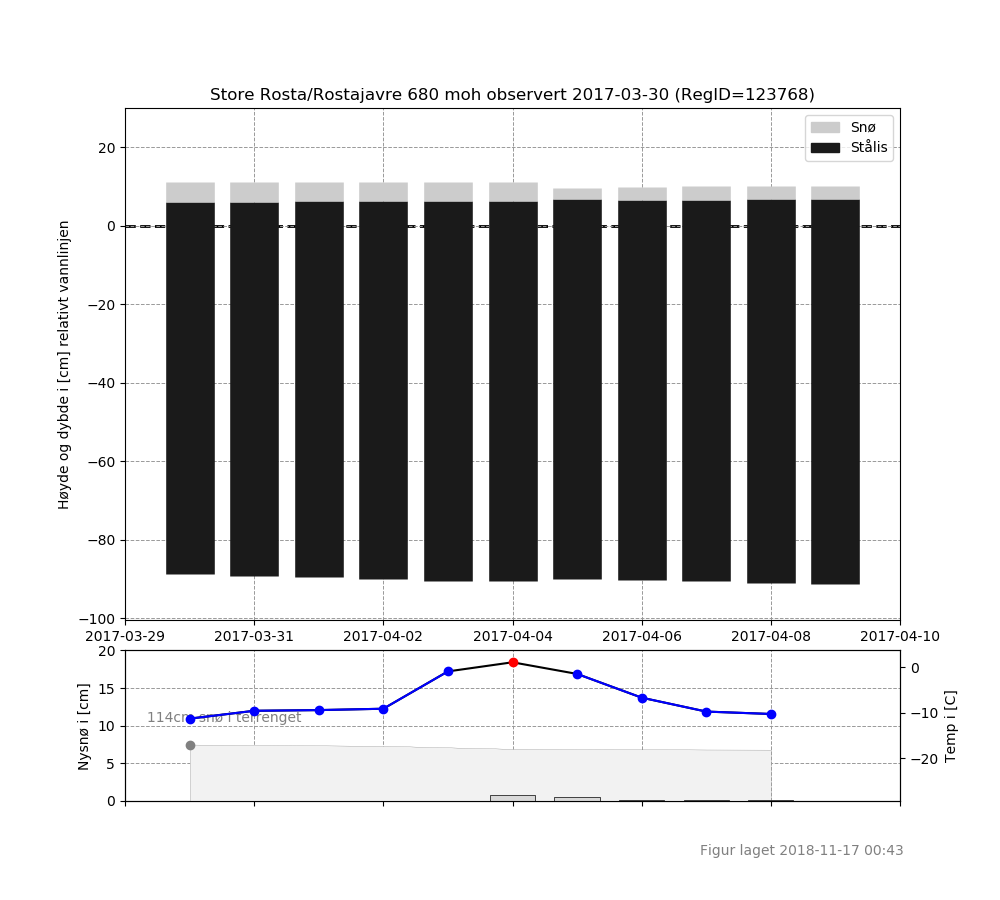 Store Rosta/Rostajavre 680 moh observert 2017-03-30 (RegID=123768)
Snø
Stålis
Høyde og dybde i [cm] relativt vannlinjen
20
0
−20
−40
−60
−80
−100
2017-03-29
2017-03-31
2017-04-02
2017-04-04
2017-04-06
2017-04-08
2017-04-10
Nysnø i [cm]
20
15
10
5
0
114cm snø i terrenget
0
−10
−20
Temp i [C]
Figur laget 2018-11-17 00:43